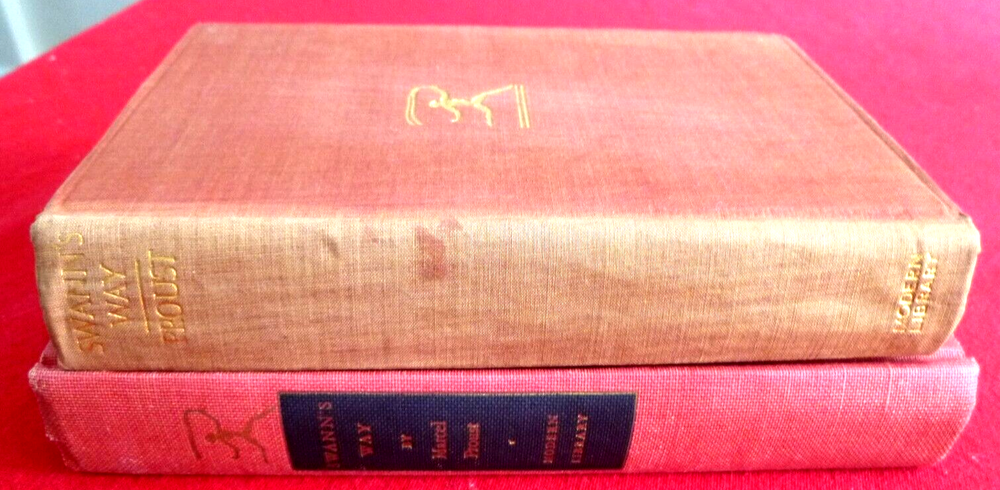 SWANN'S
WAY
PROUST
MODERN
LIBRARY
SWANN'S
WAY
BY
Marcel
Proust
MODERN
LIBRARY